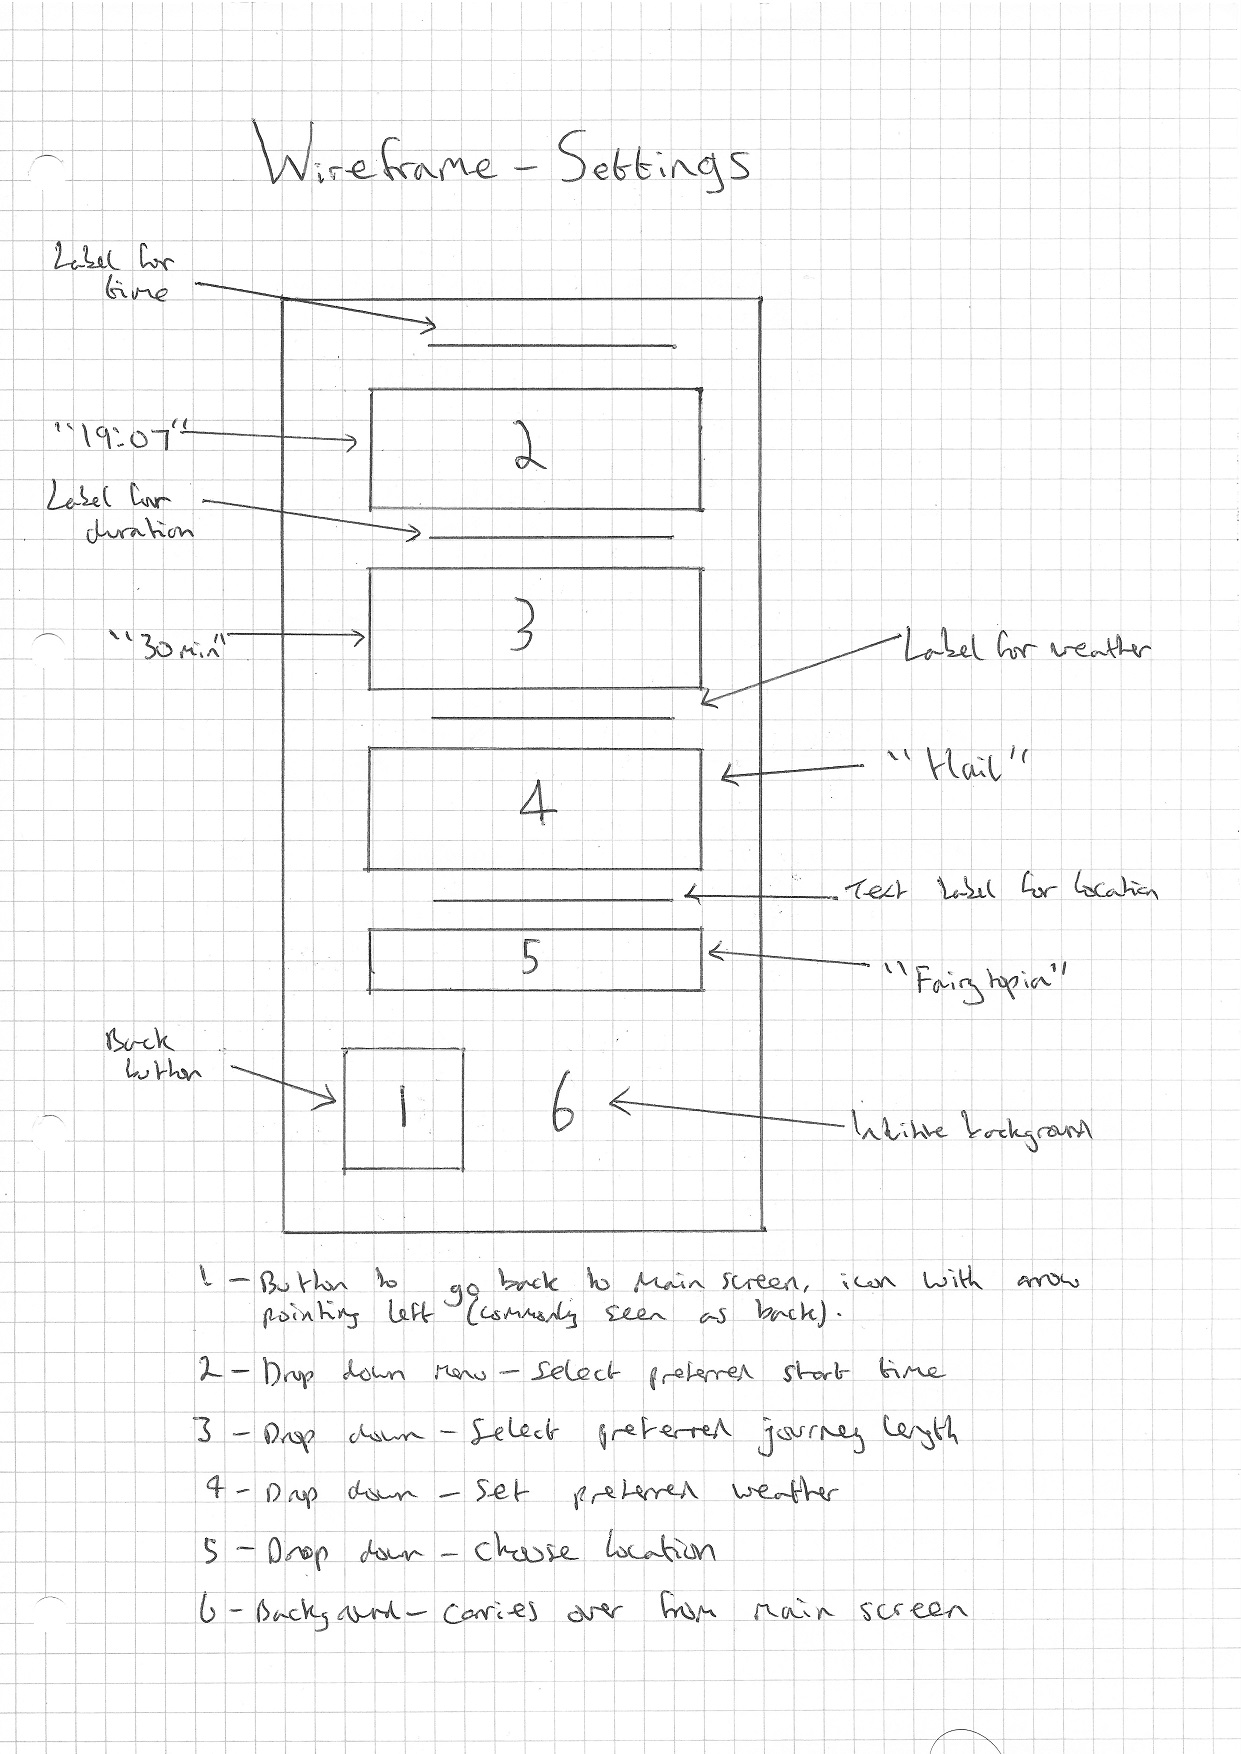 Wireframe - Settings
Label for
time
"19:07"
Label for
duration
"30min"
Label for weather
"Hail"
Text Label for location
"Fairytopia"
Back
button
background
2
3
4
5
1
6
1 - Button to go back to main screen, icon with arrow
pointing left (commonly seen as back).
2 - Drop down menu - Select preferred start time
3 - Drop down - Select preferred journey length
4 - Drop down - Set preferred weather
5 - Drop down - Choose location
6 - Background - Carries over from main screen